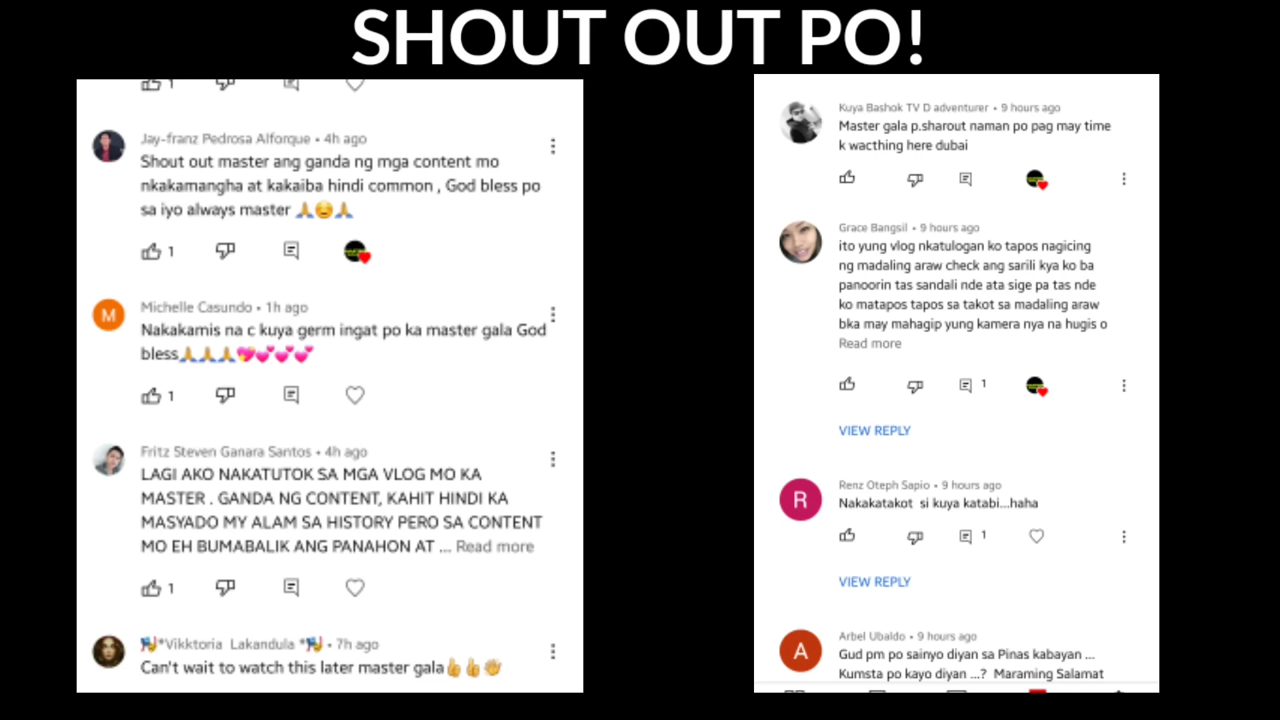 SHOUT OUT PO!
1
Jay-franz Pedrosa Alforque • 4h ago
Shout out master ang ganda ng mga content mo
nkakamangha at kakaiba hindi common , God bless po
sa iyo always master 🙏☺️🙏
1
Michelle Casundo • 1h ago
M
Nakakamis na c kuya germ ingat po ka master gala God
bless🙏🙏🙏💝💕💕💕
1
Fritz Steven Ganara Santos • 4h ago
LAGI AKO NAKATUTOK SA MGA VLOG MO KA
MASTER . GANDA NG CONTENT, KAHIT HINDI KA
MASYADO MY ALAM SA HISTORY PERO SA CONTENT
MO EH BUMABALIK ANG PANAHON AT ... Read more
1
*Vikktoria Lakandula * • 7h ago
Can't wait to watch this later master gala👍👍👏
Kuya Bashok TV D adventurer • 9 hours ago
Master gala p.sharout naman po pag may time
k wacthing here dubai
Grace Bangsil • 9 hours ago
ito yung vlog nkatulogan ko tapos nagicing
ng madaling araw check ang sarili kya ko ba
panoorin tas sandali nde ata sige pa tas nde
ko matapos tapos sa takot sa madaling araw
bka may mahagip yung kamera nya na hugis o
Read more
1
VIEW REPLY
Renz Oteph Sapio • 9 hours ago
R
Nakakatakot si kuya katabi...haha
1
VIEW REPLY
Arbel Ubaldo • 9 hours ago
A
Gud pm po sainyo diyan sa Pinas kabayan ...
Kumsta po kayo diyan ...? Maraming Salamat